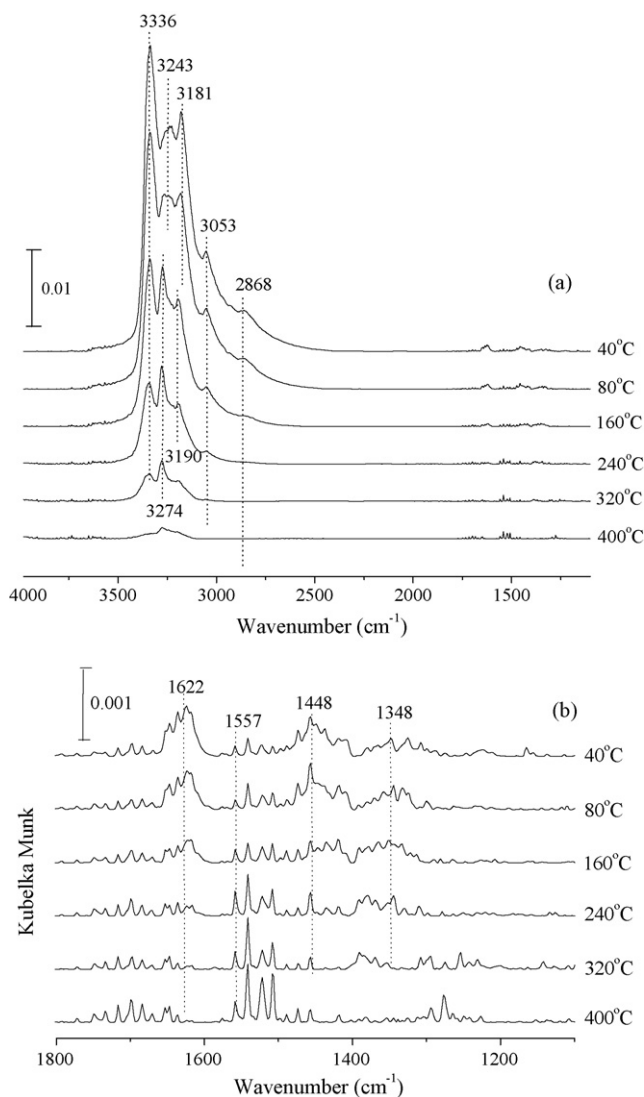 3336
3243
3181
3053
2868
(a)
0.01
40°C
80°C
160°C
240°C
3190
320°C
3274
400°C
4000 3500 3000 2500 2000 1500
Wavenumber (cm⁻¹)
0.001
1622
1557
1448
1348
(b)
40°C
80°C
160°C
240°C
320°C
400°C
Kubelka Munk
1800 1600 1400 1200
Wavenumber (cm⁻¹)